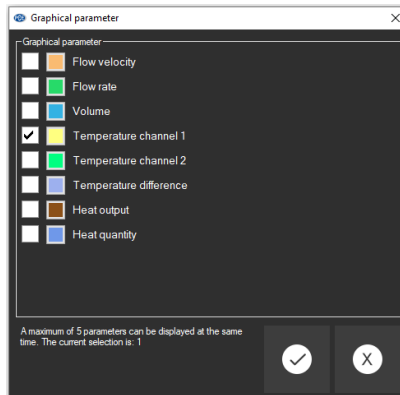 Graphical parameter
Graphical parameter
Flow velocity
Flow rate
Volume
Temperature channel 1
Temperature channel 2
Temperature difference
Heat output
Heat quantity
A maximum of 5 parameters can be displayed at the same
time. The current selection is: 1
X